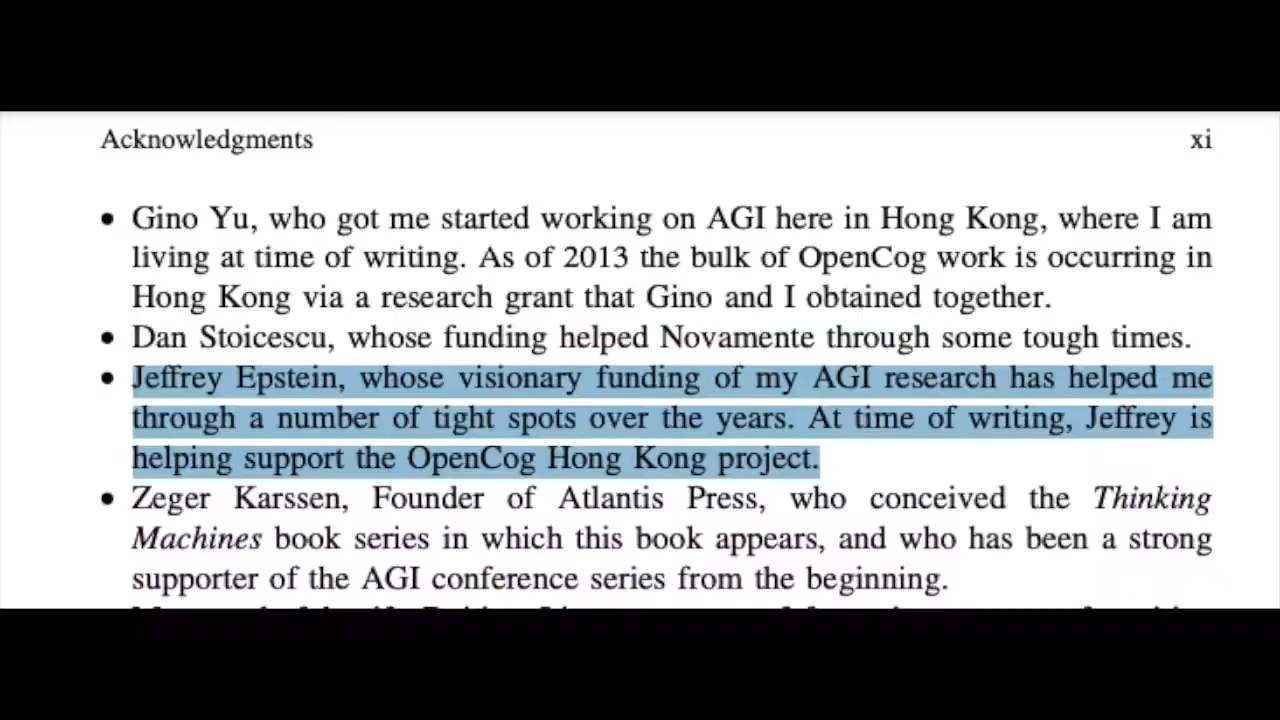 Acknowledgments xi
• Gino Yu, who got me started working on AGI here in Hong Kong, where I am
living at time of writing. As of 2013 the bulk of OpenCog work is occurring in
Hong Kong via a research grant that Gino and I obtained together.
• Dan Stoicescu, whose funding helped Novamente through some tough times.
• Jeffrey Epstein, whose visionary funding of my AGI research has helped me
through a number of tight spots over the years. At time of writing, Jeffrey is
helping support the OpenCog Hong Kong project.
• Zeger Karssen, Founder of Atlantis Press, who conceived the Thinking
Machines book series in which this book appears, and who has been a strong
supporter of the AGI conference series from the beginning.